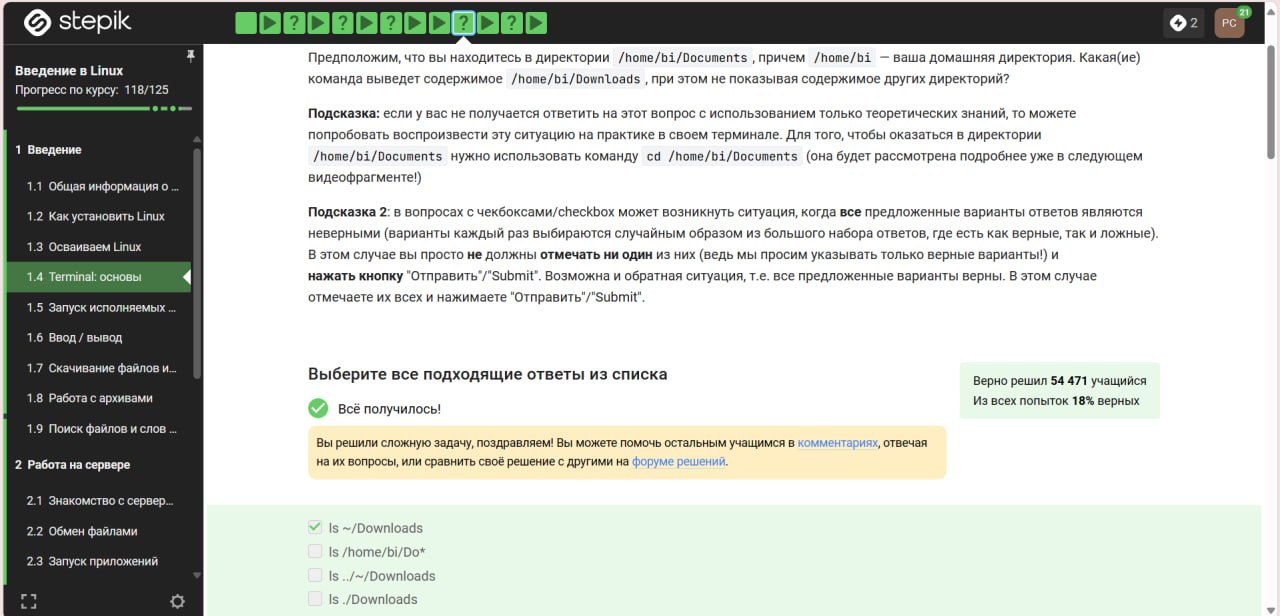 stepik
2
PC
21
Введение в Linux
Прогресс по курсу: 118/125
1 Введение
1.1 Общая информация о ...
1.2 Как установить Linux
1.3 Осваиваем Linux
1.4 Terminal: основы
1.5 Запуск исполняемых ...
1.6 Ввод / вывод
1.7 Скачивание файлов и...
1.8 Работа с архивами
1.9 Поиск файлов и слов ...
2 Работа на сервере
2.1 Знакомство с сервер...
2.2 Обмен файлами
2.3 Запуск приложений
Предположим, что вы находитесь в директории /home/bi/Documents , причем /home/bi — ваша домашняя директория. Какая(ие)
команда выведет содержимое /home/bi/Downloads , при этом не показывая содержимое других директорий?
Подсказка: если у вас не получается ответить на этот вопрос с использованием только теоретических знаний, то можете
попробовать воспроизвести эту ситуацию на практике в своем терминале. Для того, чтобы оказаться в директории
/home/bi/Documents нужно использовать команду cd /home/bi/Documents (она будет рассмотрена подробнее уже в следующем
видеофрагменте!)
Подсказка 2: в вопросах с чекбоксами/checkbox может возникнуть ситуация, когда все предложенные варианты ответов являются
неверными (варианты каждый раз выбираются случайным образом из большого набора ответов, где есть как верные, так и ложные).
В этом случае вы просто не должны отмечать ни один из них (ведь мы просим указывать только верные варианты!) и
нажать кнопку "Отправить"/"Submit". Возможна и обратная ситуация, т.е. все предложенные варианты верны. В этом случае
отмечаете их всех и нажимаете "Отправить"/"Submit".
Выберите все подходящие ответы из списка
Верно решил 54 471 учащийся
Из всех попыток 18% верных
Всё получилось!
Вы решили сложную задачу, поздравляем! Вы можете помочь остальным учащимся в комментариях, отвечая
на их вопросы, или сравнить своё решение с другими на форуме решений.
ls ~/Downloads
ls /home/bi/Do*
ls ../~/Downloads
ls ./Downloads